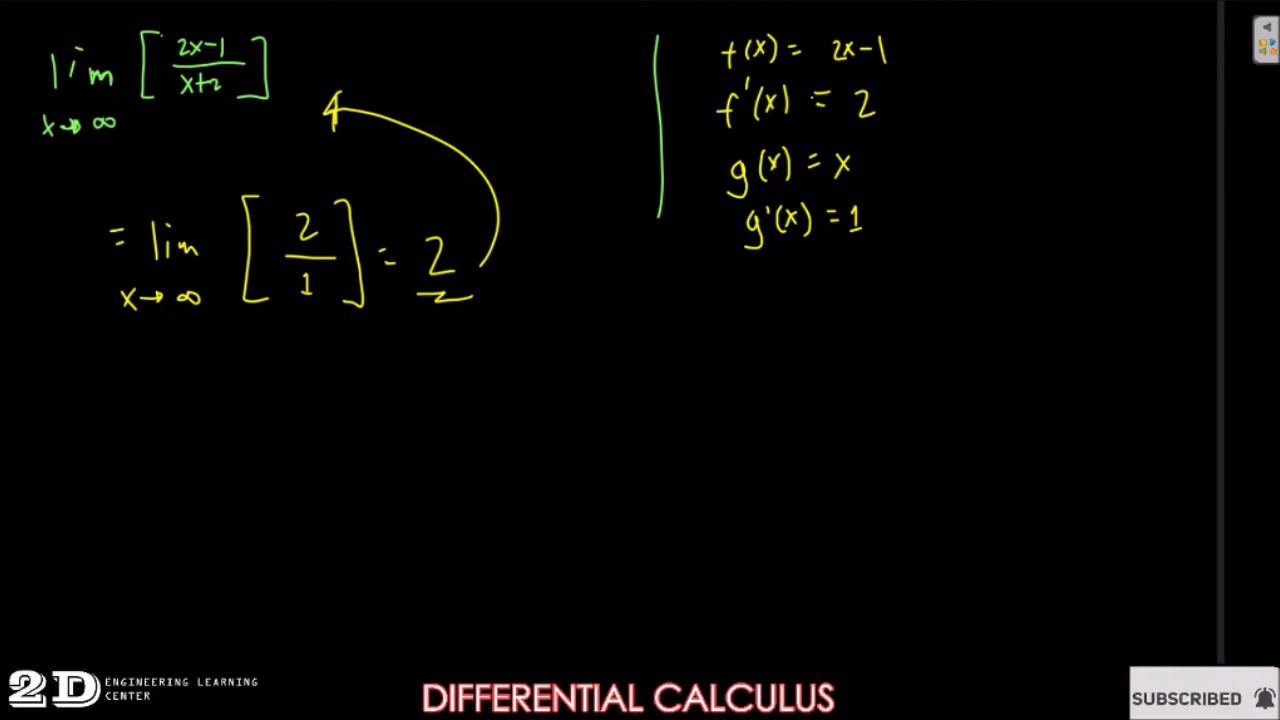 lim [ 2x-1 / x+2 ]
x→∞
= lim [ 2 / 1 ] = 2
x→∞
f(x) = 2x-1
f'(x) = 2
g(x) = x
g'(x) = 1
2D ENGINEERING LEARNING
CENTER
DIFFERENTIAL CALCULUS
SUBSCRIBED